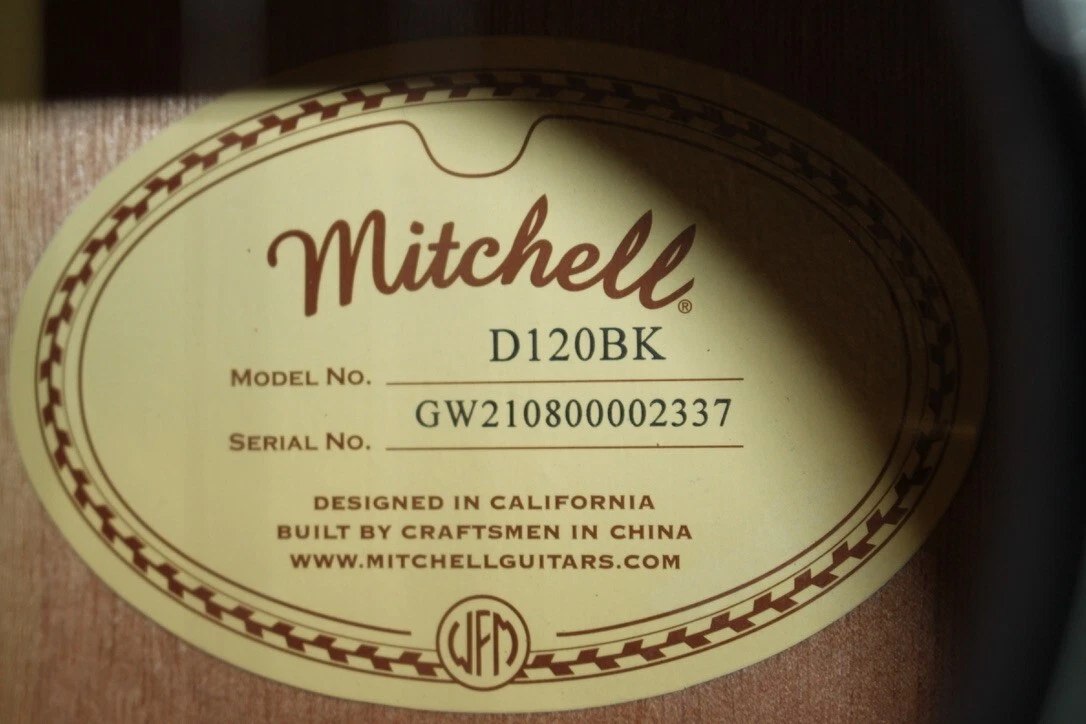 Mitchell®
D120BK
MODEL NO.
GW210800002337
SERIAL NO.
DESIGNED IN CALIFORNIA
BUILT BY CRAFTSMEN IN CHINA
WWW.MITCHELLGUITARS.COM
WFM